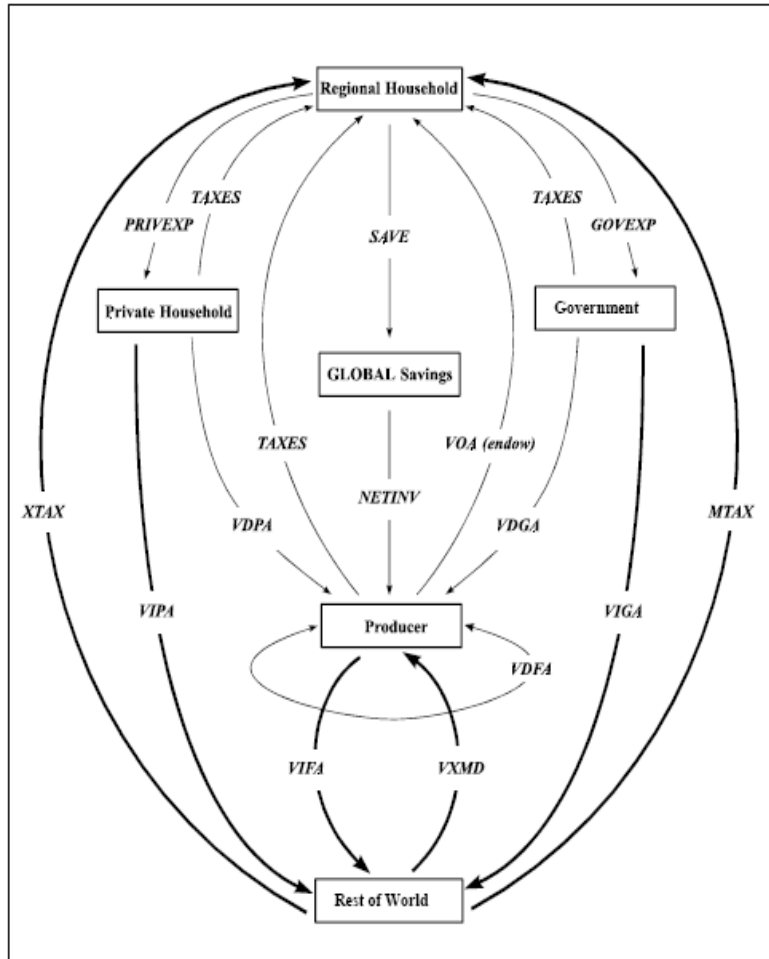 Regional Household
TAXES
TAXES
PRIVEXP
GOVEXP
SAVE
Private Household
Government
GLOBAL Savings
TAXES
VOA (endow)
NETINV
XTAX
MTAX
VDPA
VDGA
VIPA
VIGA
Producer
VDFA
VIFA
VXMD
Rest of World